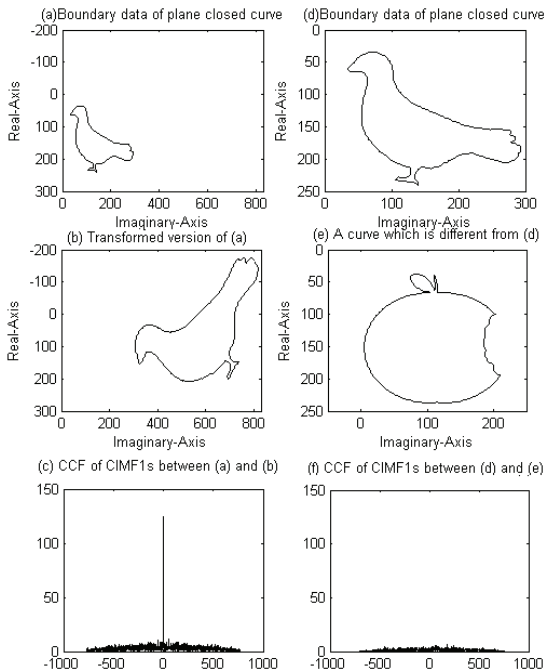 (a)Boundary data of plane closed curve
-200
-100
0
100
200
300
Real-Axis
0 200 400 600 800
Imaginary-Axis
(d)Boundary data of plane closed curve
0
50
100
150
200
250
Real-Axis
0 100 200 300
Imaginary-Axis
(b) Transformed version of (a)
-200
-100
0
100
200
300
Real-Axis
0 200 400 600 800
Imaginary-Axis
(e) A curve which is different from (d)
0
50
100
150
200
250
Real-Axis
0 100 200
Imaginary-Axis
(c) CCF of CIMF1s between (a) and (b)
150
100
50
0
-1000 -500 0 500 1000
(f) CCF of CIMF1s between (d) and (e)
150
100
50
0
-1000 -500 0 500 1000